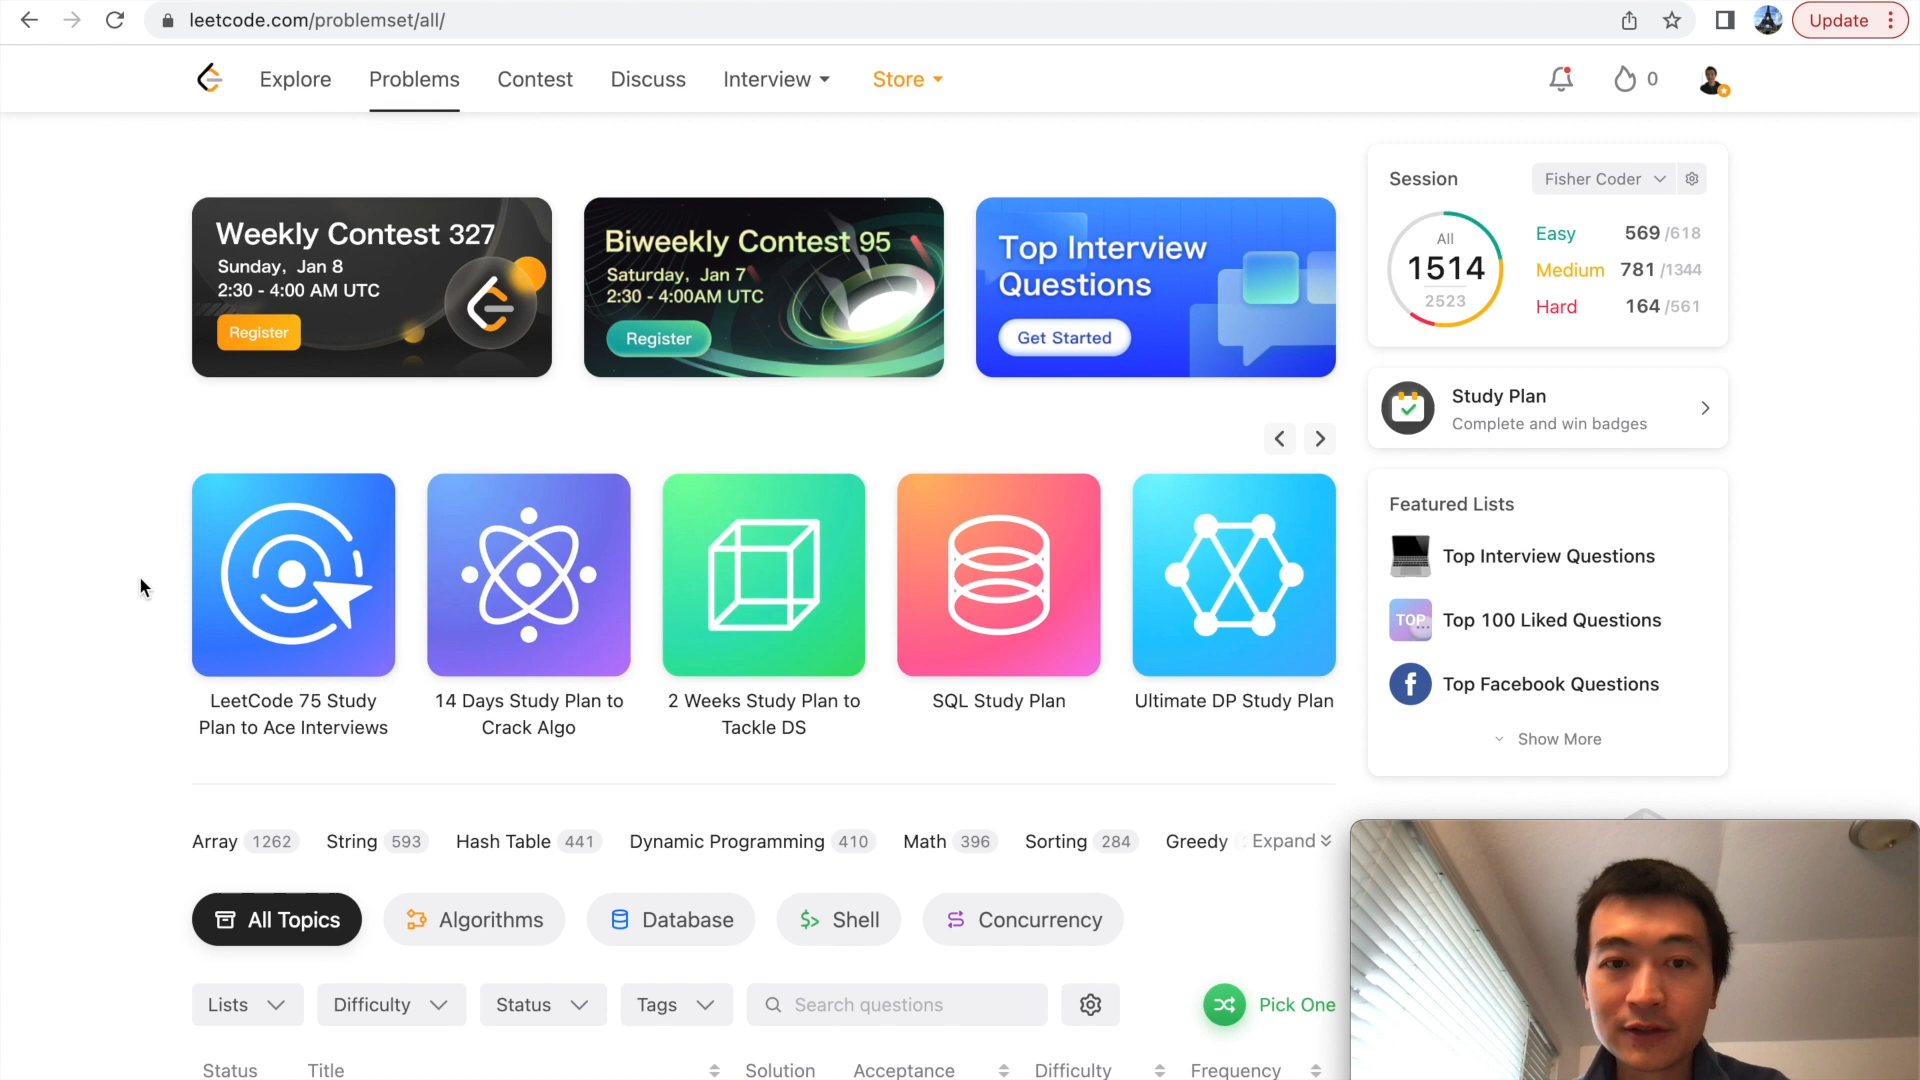 leetcode.com/problemset/all/
Update
Explore
Problems
Contest
Discuss
Interview
Store
0
Weekly Contest 327
Sunday, Jan 8
2:30 - 4:00 AM UTC
Register
Biweekly Contest 95
Saturday, Jan 7
2:30 - 4:00AM UTC
Register
Top Interview
Questions
Get Started
Session
Fisher Coder
All
1514
2523
Easy 569 /618
Medium 781 /1344
Hard 164 /561
Study Plan
Complete and win badges
Featured Lists
Top Interview Questions
TOP
Top 100 Liked Questions
Top Facebook Questions
Show More
LeetCode 75 Study
Plan to Ace Interviews
14 Days Study Plan to
Crack Algo
2 Weeks Study Plan to
Tackle DS
SQL Study Plan
Ultimate DP Study Plan
Array 1262 String 593 Hash Table 441 Dynamic Programming 410 Math 396 Sorting 284 Greedy Expand
All Topics
Algorithms
Database
Shell
Concurrency
Lists
Difficulty
Status
Tags
Search questions
Pick One
Status Title Solution Acceptance Difficulty Frequency